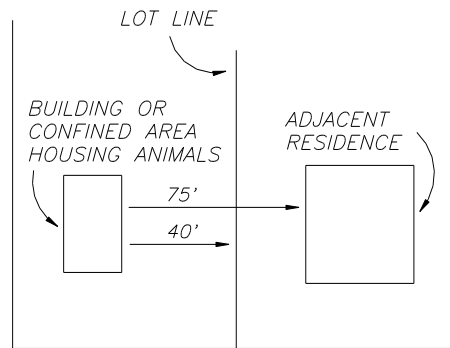 LOT LINE
BUILDING OR
CONFINED AREA
HOUSING ANIMALS
ADJACENT
RESIDENCE
75'
40'